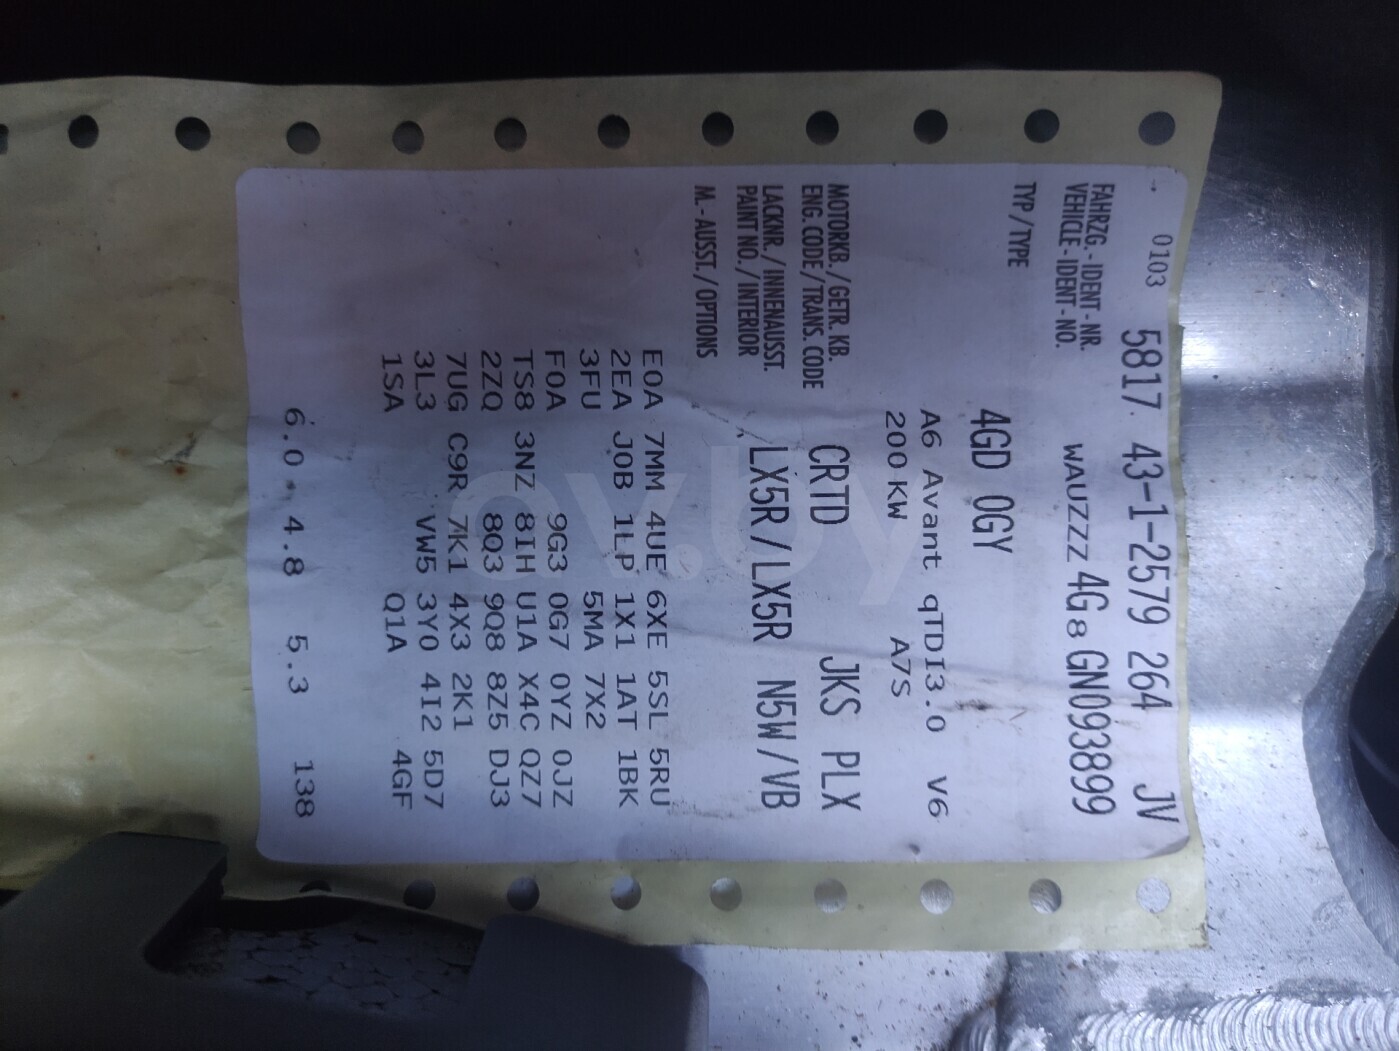 0103 5817 43-1-2579 264 JV
FAHRZG.-IDENT-NR.
VEHICLE-IDENT-NO. WAUZZZ4G8GN093899
TYP/TYPE 4GD 0GY
A6 Avant qTDI3.0 V6
200 KW A7S
MOTORKB./GETR. KB.
ENG. CODE/TRANS. CODE CRTD JKS PLX
LACKNR./INNENAUSST.
PAINT NO./INTERIOR LX5R/LX5R N5W/VB
M.-AUSST./OPTIONS
E0A 7MM 4UE 6XE 5SL 5RU
2EA J0B 1LP 1X1 1AT 1BK
3FU 5MA 7X2
F0A 9G3 0G7 0YZ 0JZ
TS8 3NZ 8IH U1A X4C QZ7
2ZQ 8Q3 9Q8 8Z5 DJ3
7UG C9R 7K1 4X3 2K1
3L3 VW5 3Y0 4I2 5D7
1SA Q1A 4GF
6.0 4.8 5.3 138
av.by